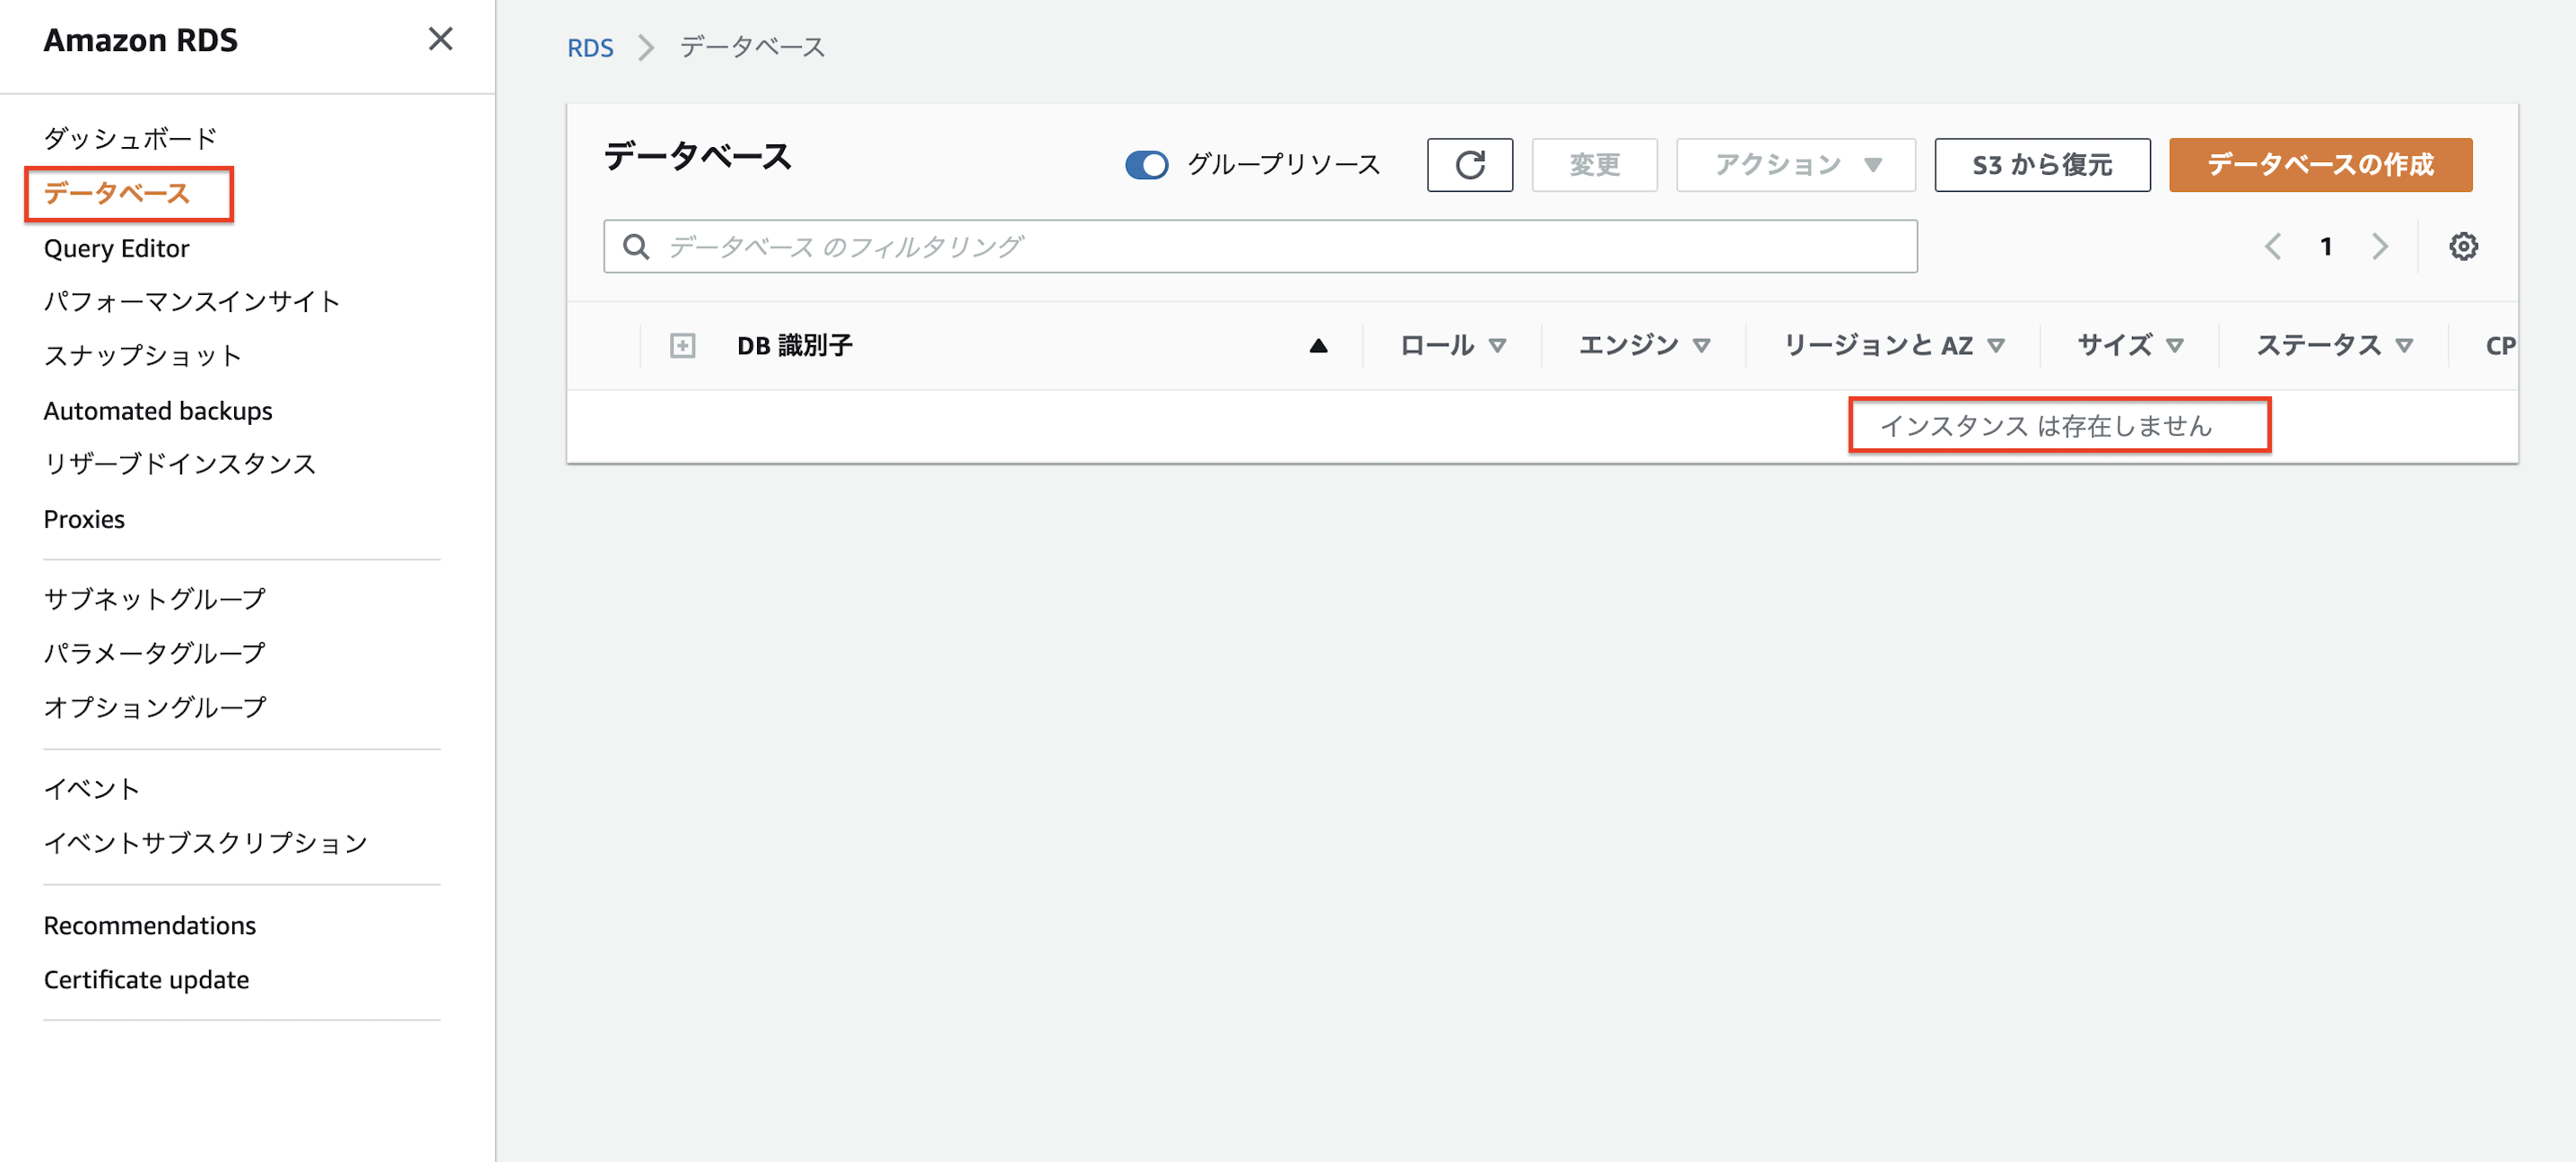 Amazon RDS
ダッシュボード
データベース
Query Editor
パフォーマンスインサイト
スナップショット
Automated backups
リザーブドインスタンス
Proxies
サブネットグループ
パラメータグループ
オプショングループ
イベント
イベントサブスクリプション
Recommendations
Certificate update
RDS データベース
データベース グループリソース 変更 アクション S3 から復元 データベースの作成
データベース のフィルタリング 1
DB 識別子 ロール エンジン リージョンと AZ サイズ ステータス CP
インスタンス は存在しません